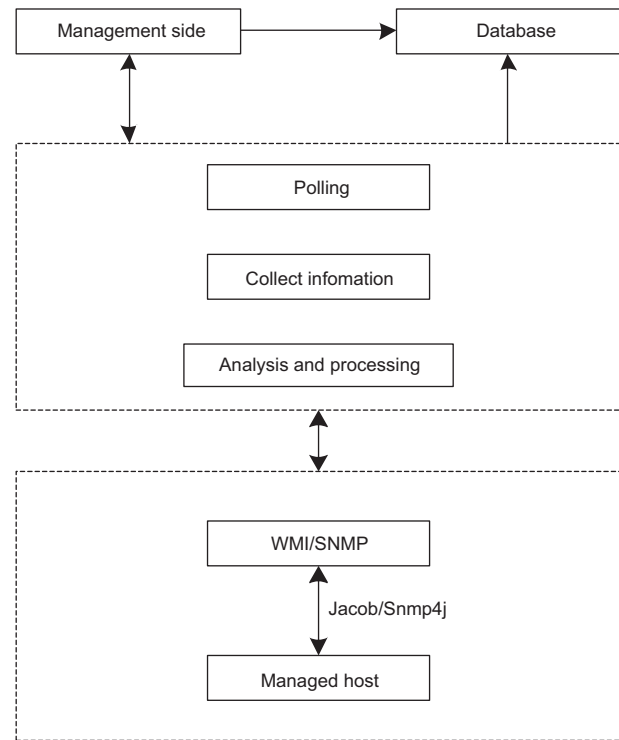 Management side
Database
Polling
Collect infomation
Analysis and processing
WMI/SNMP
Jacob/Snmp4j
Managed host